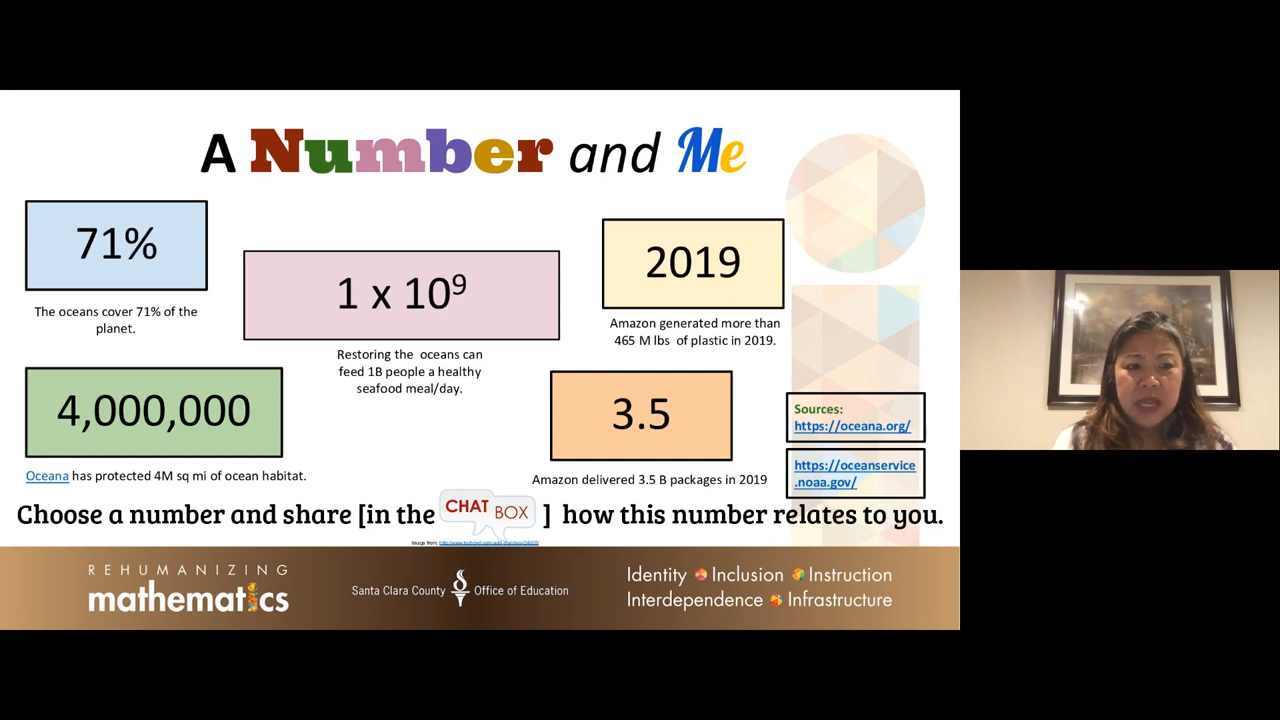 A Number and Me
71%
The oceans cover 71% of the
planet.
1 x 10⁹
Restoring the oceans can
feed 1B people a healthy
seafood meal/day.
2019
Amazon generated more than
465 M lbs of plastic in 2019.
4,000,000
Oceana has protected 4M sq mi of ocean habitat.
3.5
Amazon delivered 3.5 B packages in 2019
Sources:
https://oceana.org/
https://oceanservice
.noaa.gov/
Choose a number and share [in the CHAT BOX ] how this number relates to you.
Image from:
REHUMANIZING
mathematics
Santa Clara County Office of Education
Identity Inclusion Instruction
Interdependence Infrastructure